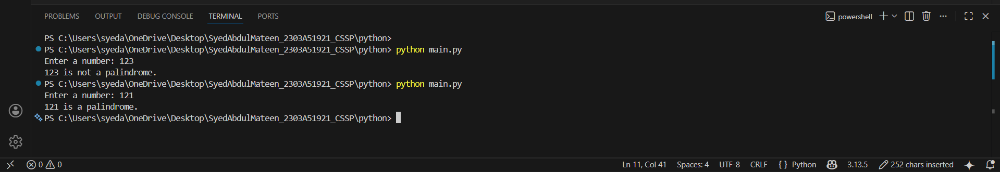 PROBLEMS OUTPUT DEBUG CONSOLE TERMINAL PORTS powershell
PS C:\Users\syeda\OneDrive\Desktop\SyedAbdulMateen_2303A51921_CSSP\python>
PS C:\Users\syeda\OneDrive\Desktop\SyedAbdulMateen_2303A51921_CSSP\python> python main.py
Enter a number: 123
123 is not a palindrome.
PS C:\Users\syeda\OneDrive\Desktop\SyedAbdulMateen_2303A51921_CSSP\python> python main.py
Enter a number: 121
121 is a palindrome.
PS C:\Users\syeda\OneDrive\Desktop\SyedAbdulMateen_2303A51921_CSSP\python>
0 0 Ln 11, Col 41 Spaces: 4 UTF-8 CRLF {} Python 3.13.5 252 chars inserted